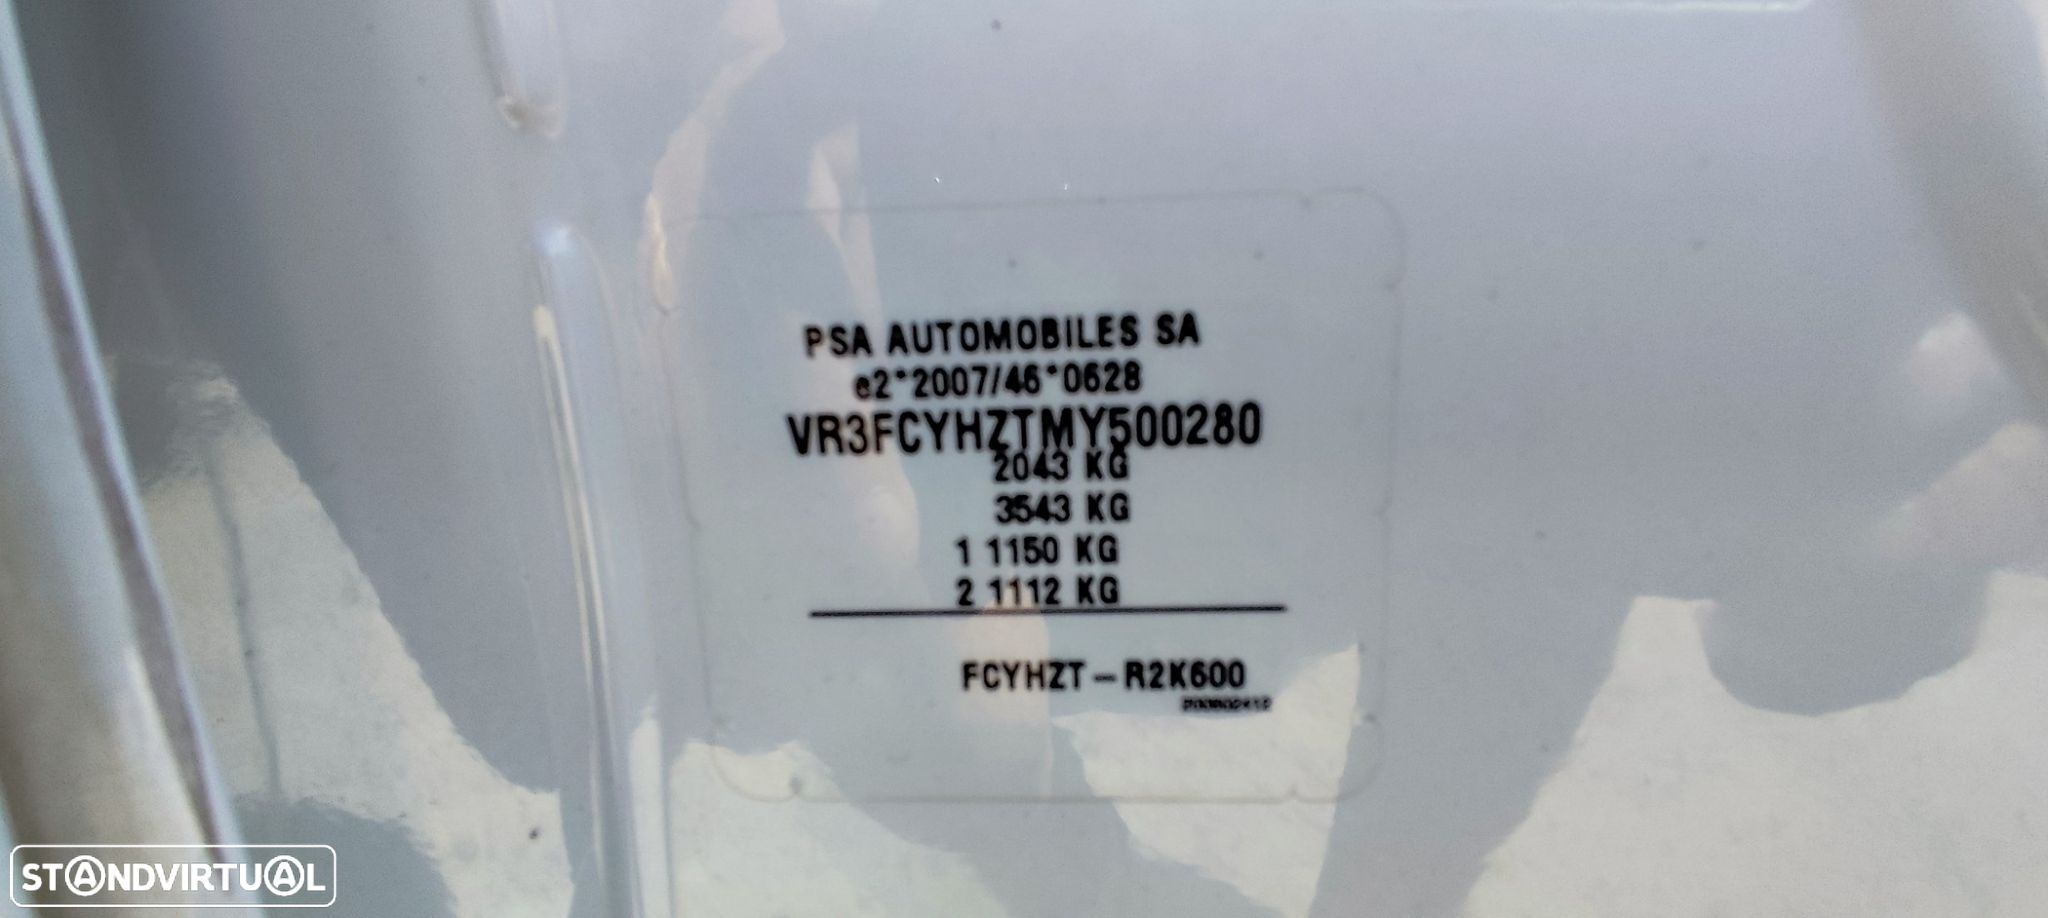 PSA AUTOMOBILES SA
e2*2007/46*0628
VR3FCYHZTMY500280
2043 KG
3543 KG
1 1150 KG
2 1112 KG
FCYHZT – R2K600
STANDVIRTUAL